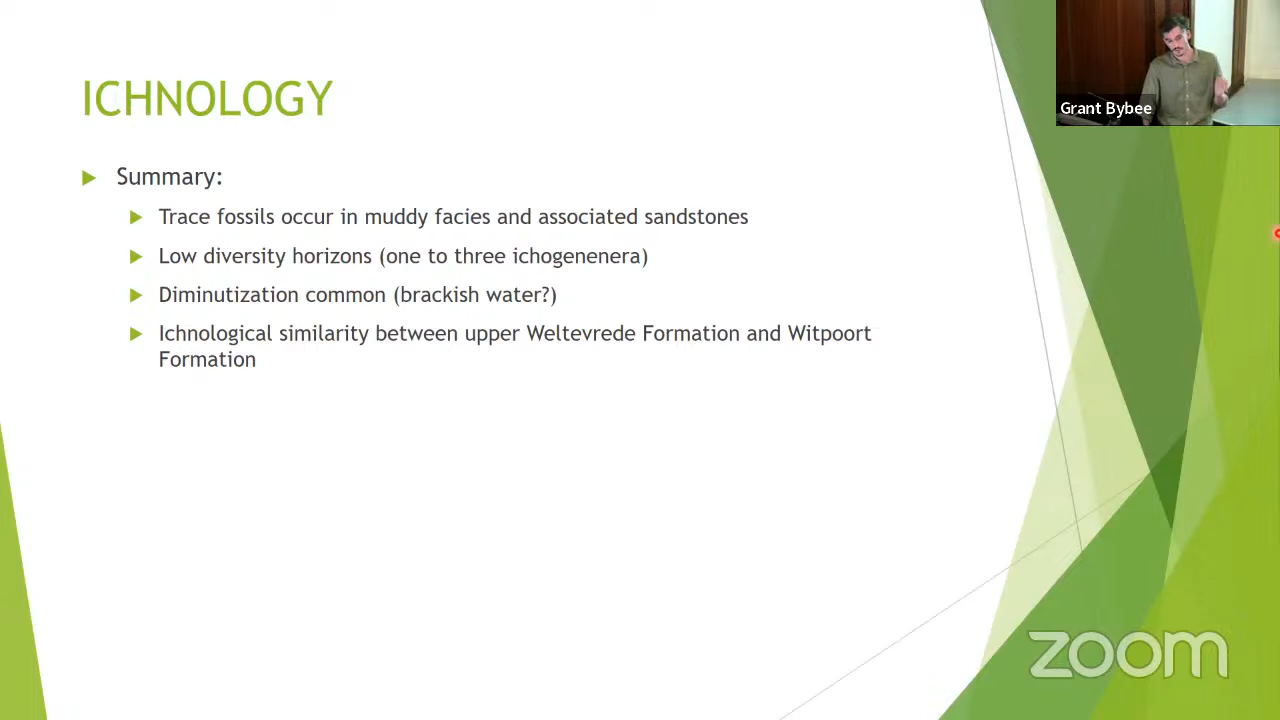 ICHNOLOGY
Summary:
Trace fossils occur in muddy facies and associated sandstones
Low diversity horizons (one to three ichogenenera)
Diminutization common (brackish water?)
Ichnological similarity between upper Weltevrede Formation and Witpoort
Formation
Grant Bybee
zoom